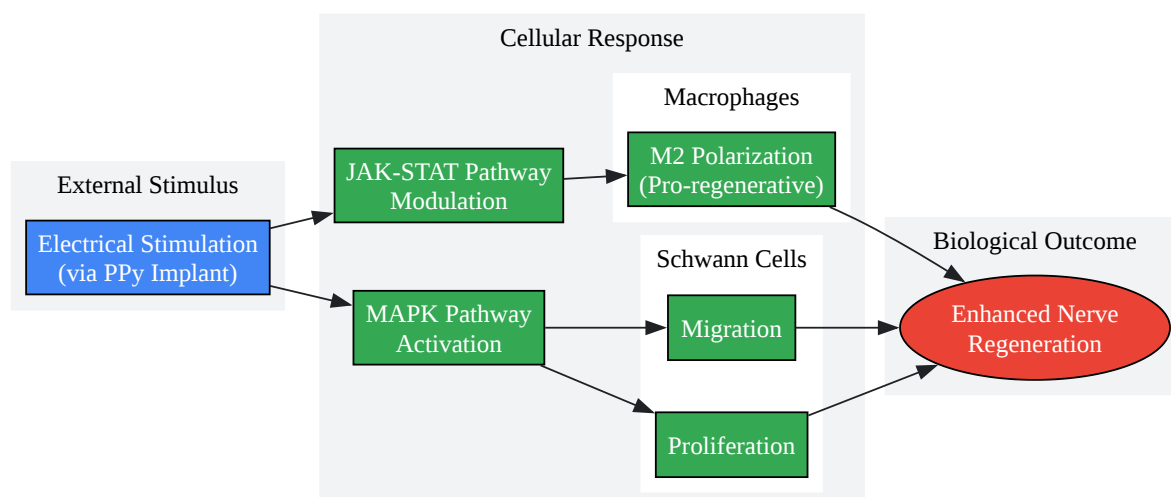 Cellular Response
Macrophages
M2 Polarization
(Pro-regenerative)
JAK-STAT Pathway
Modulation
External Stimulus
Electrical Stimulation
(via PPy Implant)
MAPK Pathway
Activation
Schwann Cells
Migration
Proliferation
Biological Outcome
Enhanced Nerve
Regeneration